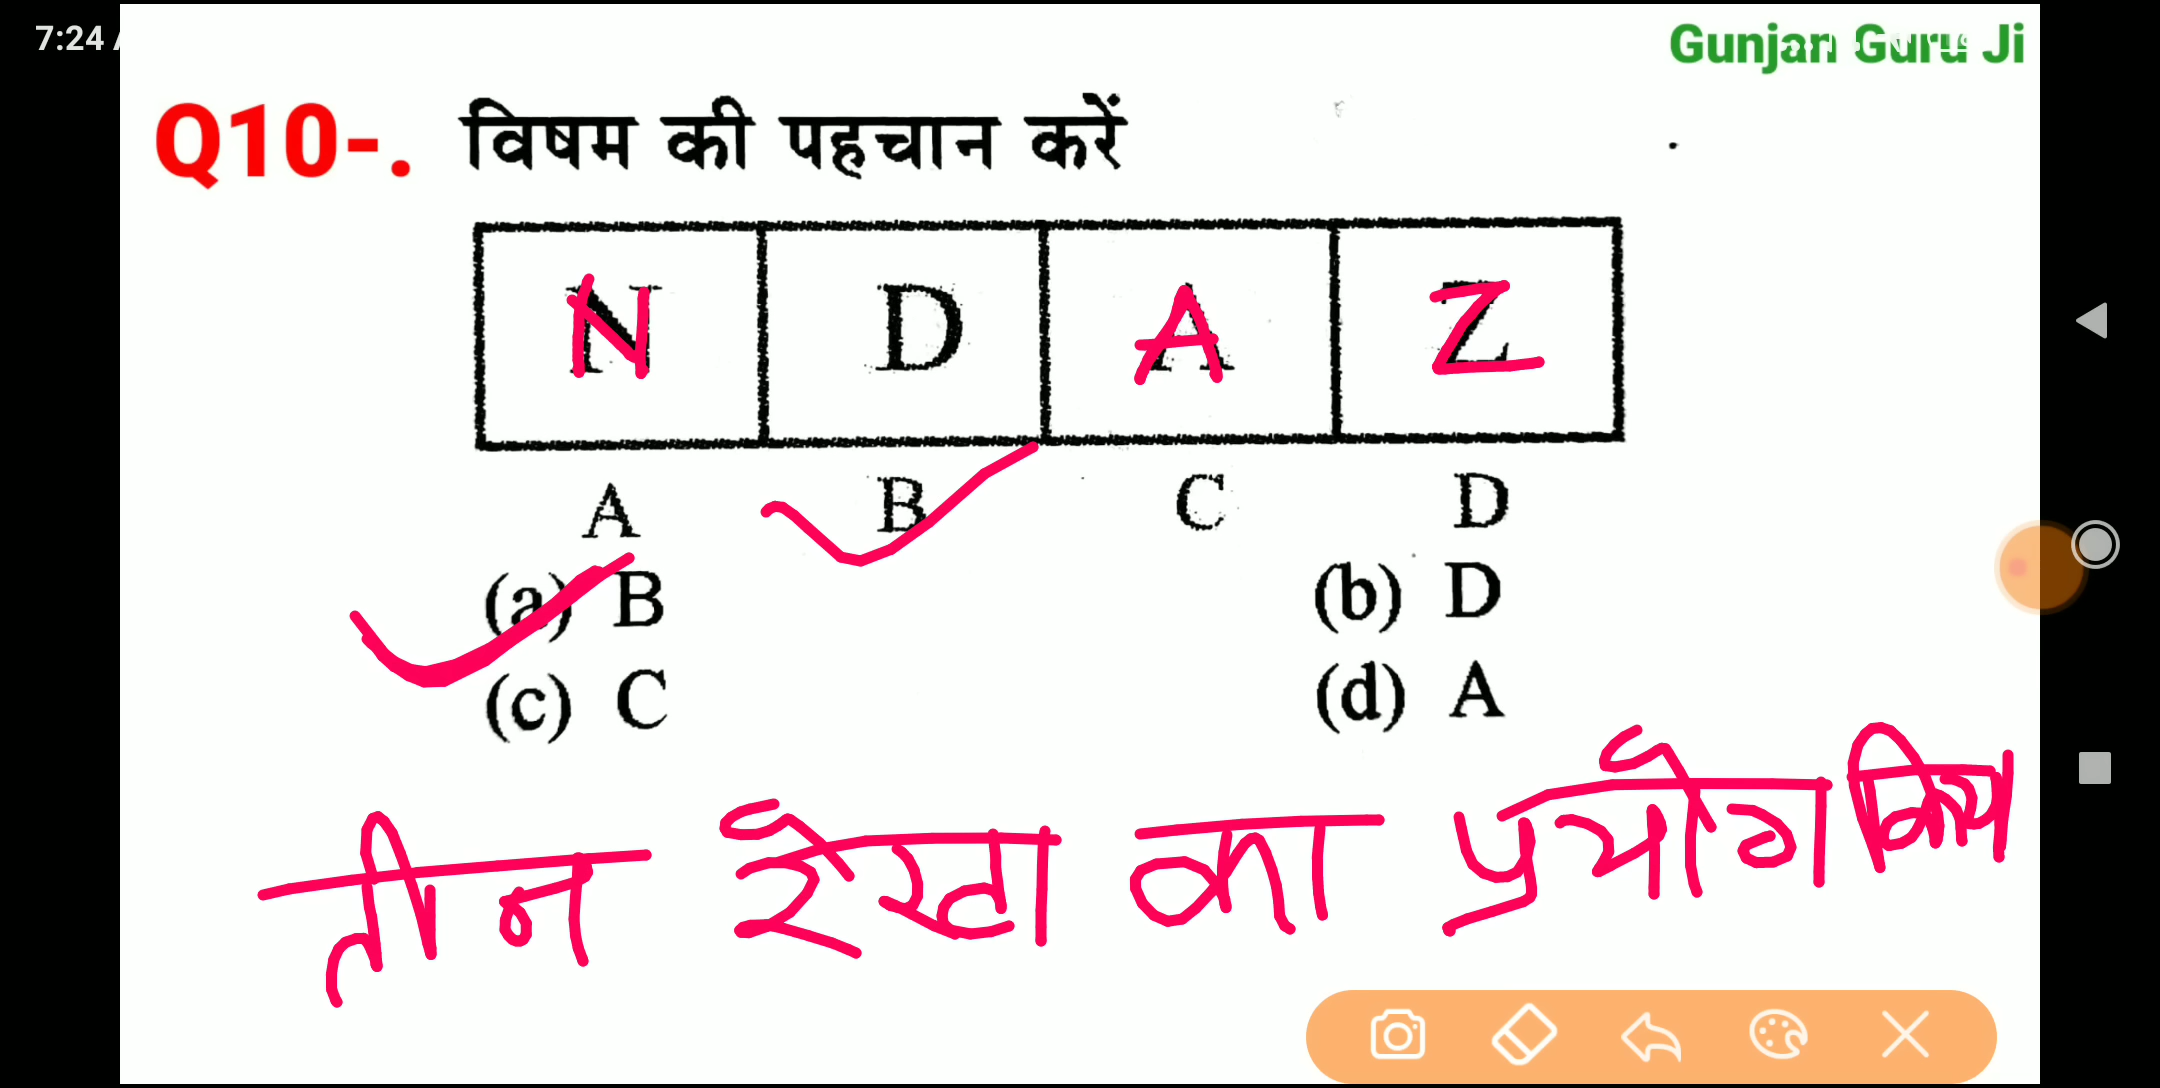 7:24
Gunjan Guru Ji
Q10-. विषम की पहचान करें
N D A Z
A B C D
(a) B (b) D
(c) C (d) A
तीन रेखा का प्रयोग किय